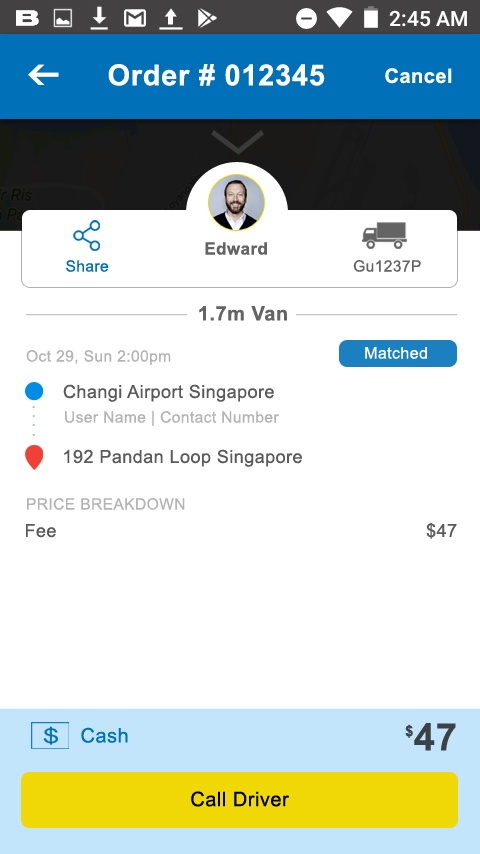 2:45 AM
Order # 012345
Cancel
r Ris
Edward
Share
Gu1237P
1.7m Van
Oct 29, Sun 2:00pm
Matched
Changi Airport Singapore
User Name | Contact Number
192 Pandan Loop Singapore
PRICE BREAKDOWN
Fee
$47
$ Cash
$47
Call Driver